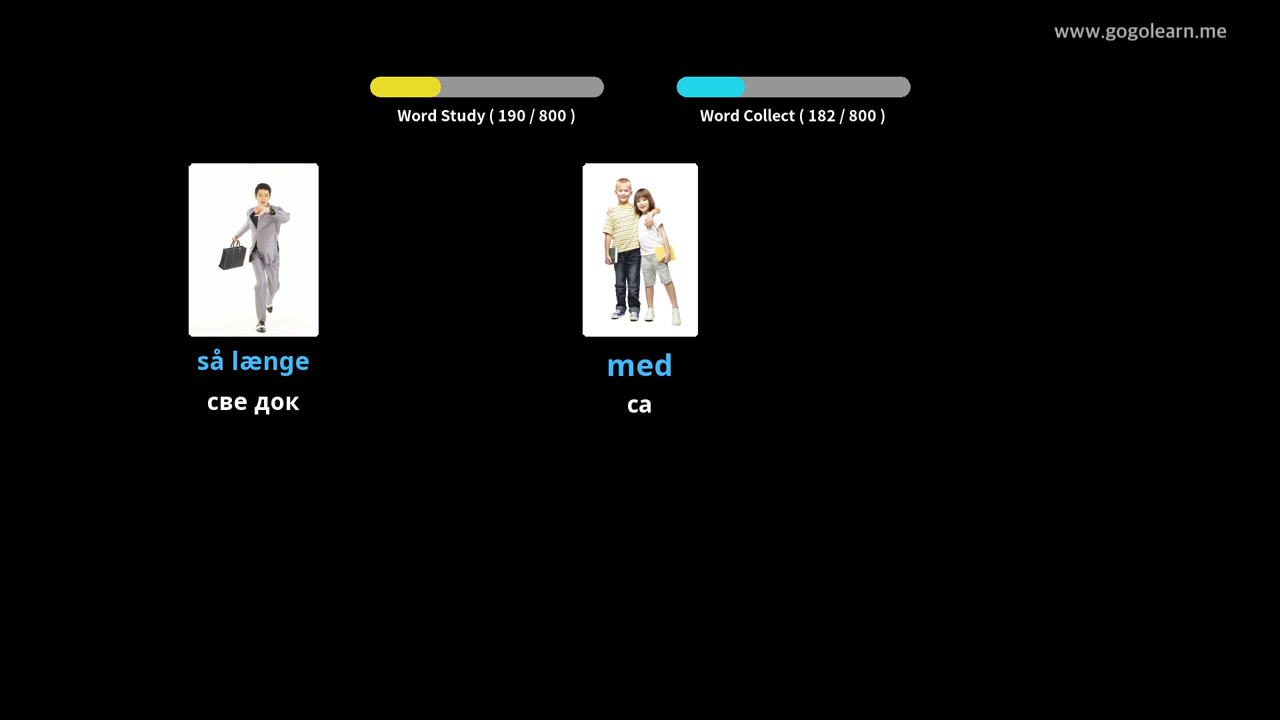 www.gogolearn.me
Word Study ( 190 / 800 )
Word Collect ( 182 / 800 )
så længe
све док
med
са